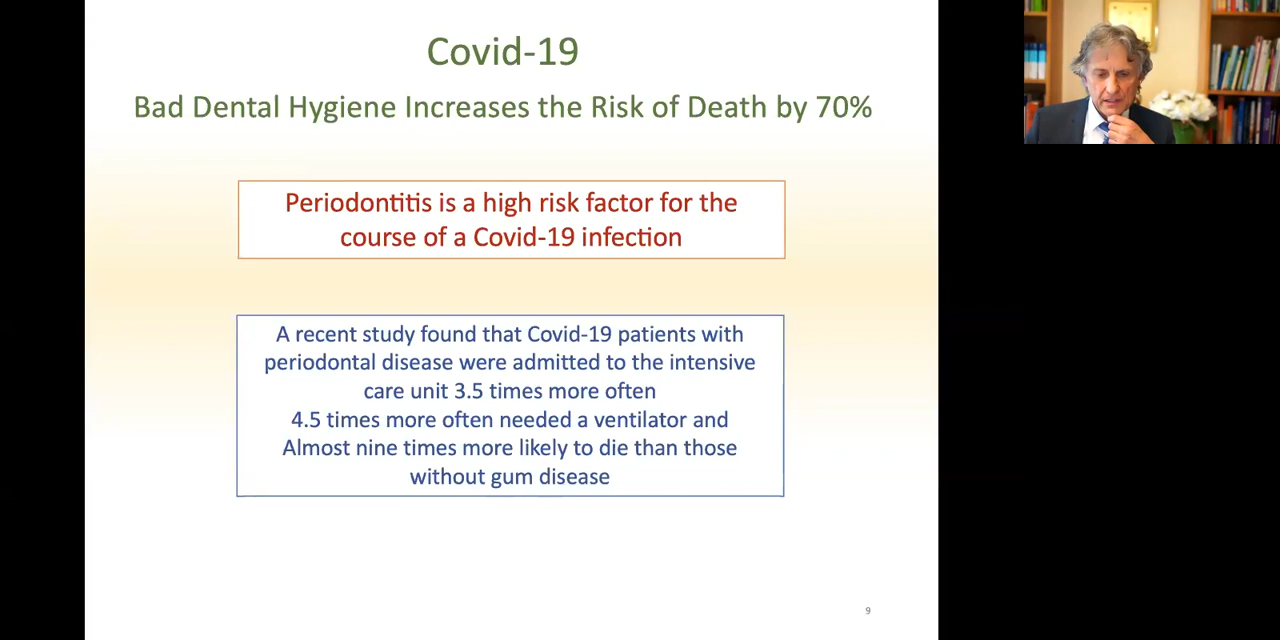 Covid-19
Bad Dental Hygiene Increases the Risk of Death by 70%
Periodontitis is a high risk factor for the
course of a Covid-19 infection
A recent study found that Covid-19 patients with
periodontal disease were admitted to the intensive
care unit 3.5 times more often
4.5 times more often needed a ventilator and
Almost nine times more likely to die than those
without gum disease
9